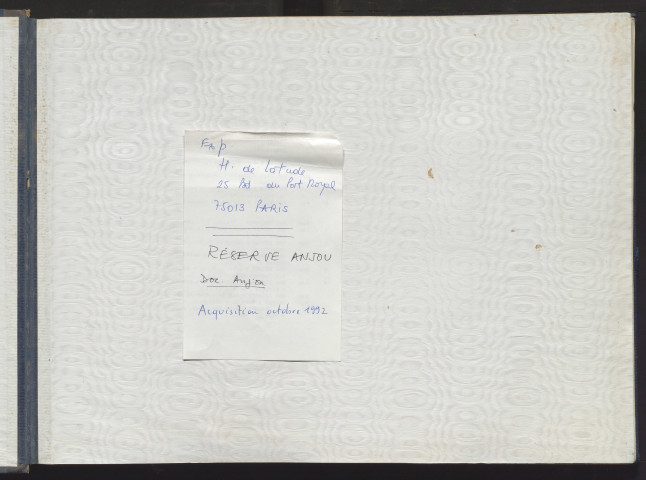 Exp
H. de Latude
25 Bd du Port Royal
75013 PARIS
RÉSERVE ANJOU
Doc Anjou
Acquisition octobre 1992